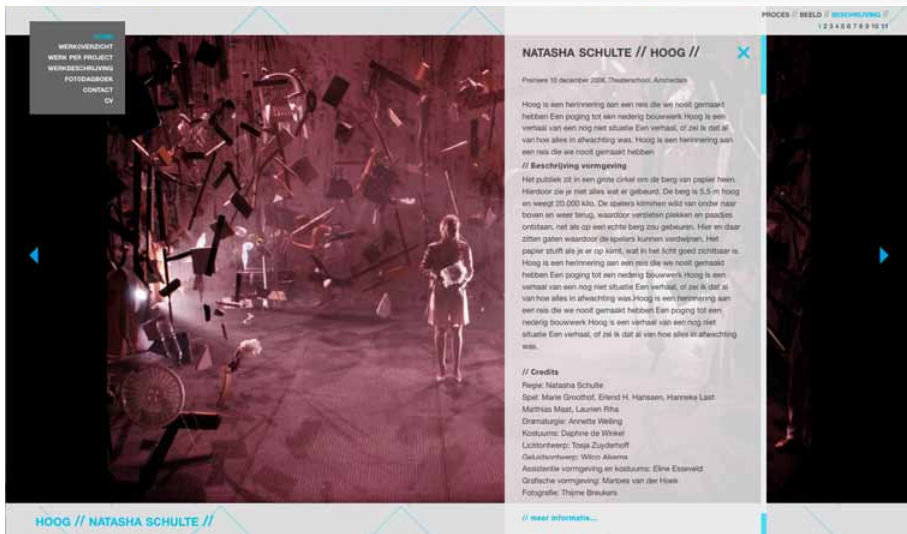 PROCES // BEELD // BESCHRIJVING //
1 2 3 4 5 6 7 8 9 10 11
HOME
WERKOVERZICHT
WERK PER PROJECT
WERKBESCHRIJVING
FOTODAGBOEK
CONTACT
CV
NATASHA SCHULTE // HOOG //
Premiere 10 december 2008, Theaterschool, Amsterdam
Hoog is een herinnering aan een reis die we nooit gemaakt
hebben Een poging tot een nederig bouwwerk Hoog is een
verhaal van een nog niet situatie Een verhaal, of zei ik dat al
van hoe alles in afwachting was. Hoog is een herinnering aan
een reis die we nooit gemaakt hebben
// Beschrijving vormgeving
Het publiek zit in een grote cirkel om de berg van papier heen.
Hierdoor zie je niet alles wat er gebeurd. De berg is 5,5 m hoog
en weegt 20.000 kilo. De spelers klimmen wild van onder naar
boven en weer terug, waardoor versleten plekken en paadjes
ontstaan, net als op een echte berg zou gebeuren. Hier en daar
zitten gaten waardoor de spelers kunnen verdwijnen. Het
papier stuift als je er op klimt, wat in het licht goed zichtbaar is.
Hoog is een herinnering aan een reis die we nooit gemaakt
hebben Een poging tot een nederig bouwwerk Hoog is een
verhaal van een nog niet situatie Een verhaal, of zei ik dat al
van hoe alles in afwachting was.Hoog is een herinnering aan
een reis die we nooit gemaakt hebben Een poging tot een
nederig bouwwerk Hoog is een verhaal van een nog niet
situatie Een verhaal, of zei ik dat al van hoe alles in afwachting
was.
// Credits
Regie: Natasha Schulte
Spel: Marie Groothof, Erlend H. Hanssen, Hanneke Last
Matthias Maat, Laurien Riha
Dramaturgie: Annette Welling
Kostuums: Daphne de Winkel
Lichtontwerp: Tosja Zuyderhoff
Geluidsontwerp: Wilco Alkema
Assistentie vormgeving en kostuums: Eline Esseveld
Grafische vormgeving: Marloes van der Hoek
Fotografie: Thijme Breukers
// meer informatie...
HOOG // NATASHA SCHULTE //